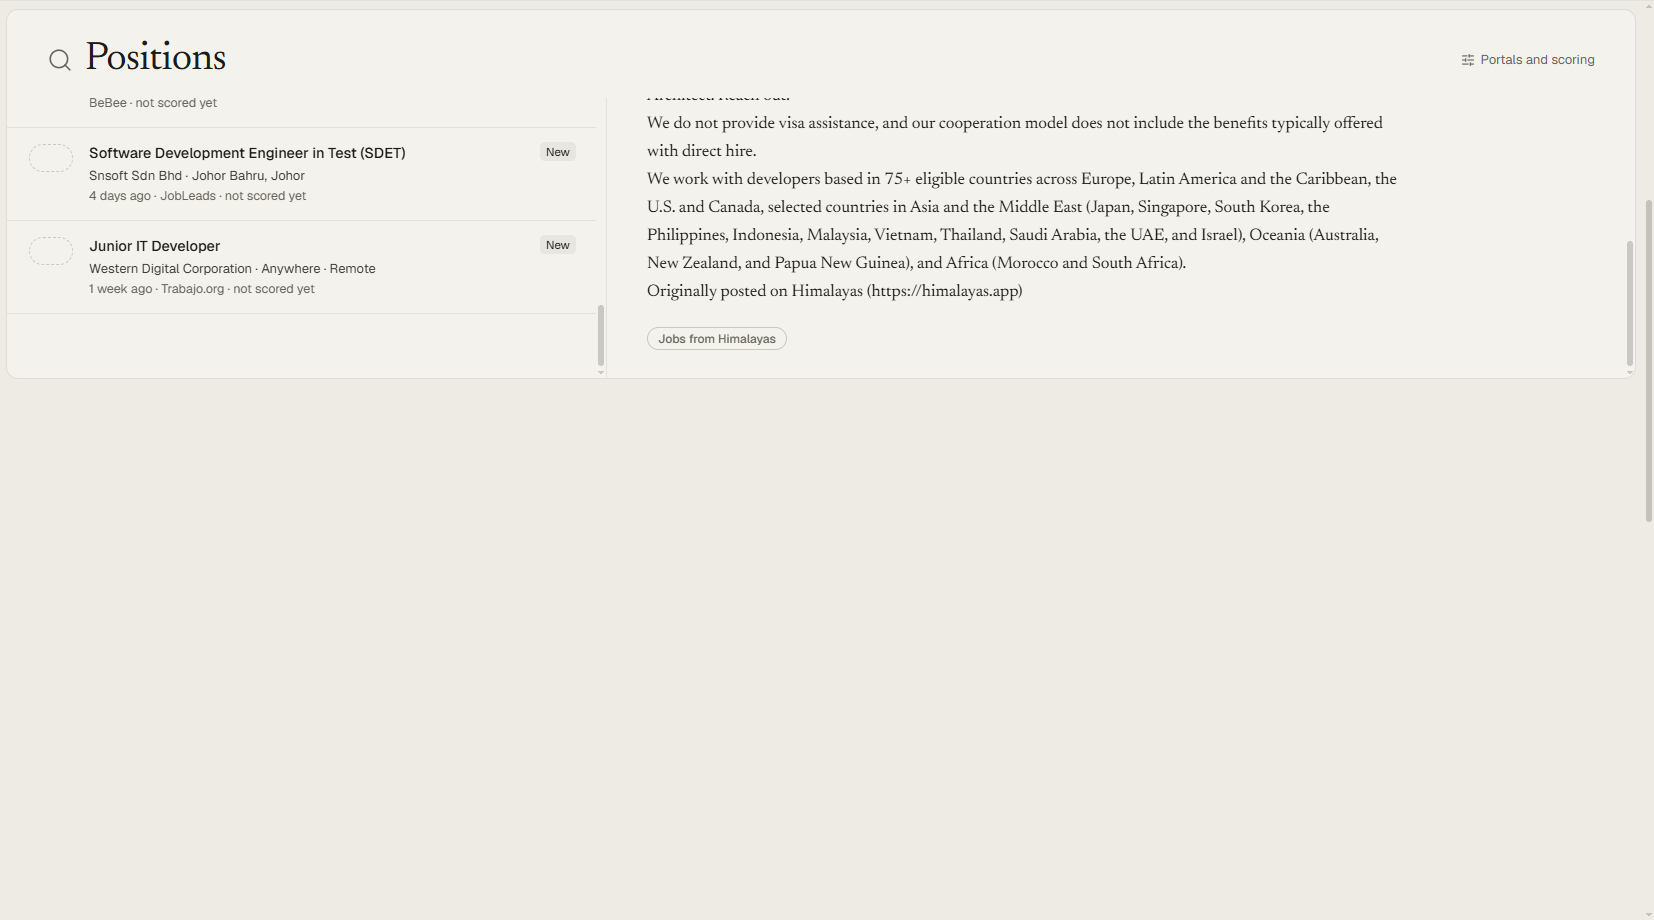 Positions
Portals and scoring
BeBee · not scored yet
Software Development Engineer in Test (SDET)
New
Snsoft Sdn Bhd · Johor Bahru, Johor
4 days ago · JobLeads · not scored yet
Junior IT Developer
New
Western Digital Corporation · Anywhere · Remote
1 week ago · Trabajo.org · not scored yet
Architect. Reach out.
We do not provide visa assistance, and our cooperation model does not include the benefits typically offered
with direct hire.
We work with developers based in 75+ eligible countries across Europe, Latin America and the Caribbean, the
U.S. and Canada, selected countries in Asia and the Middle East (Japan, Singapore, South Korea, the
Philippines, Indonesia, Malaysia, Vietnam, Thailand, Saudi Arabia, the UAE, and Israel), Oceania (Australia,
New Zealand, and Papua New Guinea), and Africa (Morocco and South Africa).
Originally posted on Himalayas (https://himalayas.app)
Jobs from Himalayas